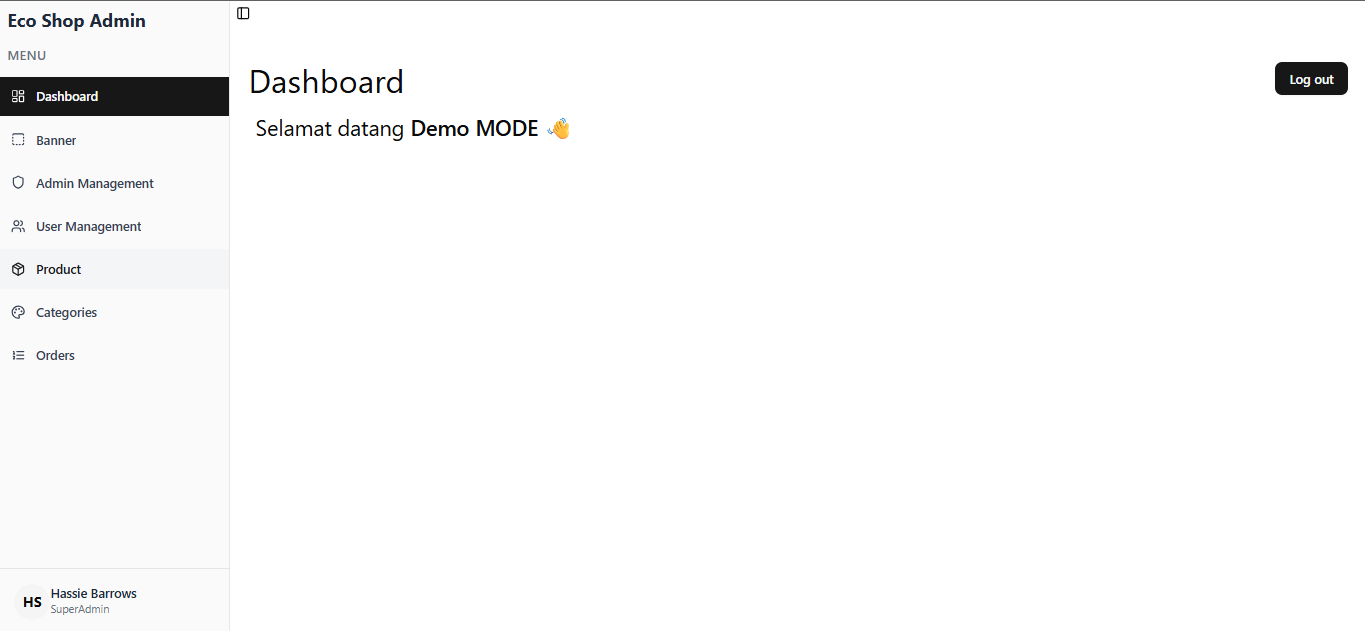 Eco Shop Admin
MENU
Dashboard
Banner
Admin Management
User Management
Product
Categories
Orders
HS
Hassie Barrows
SuperAdmin
Dashboard
Log out
Selamat datang Demo MODE 👋